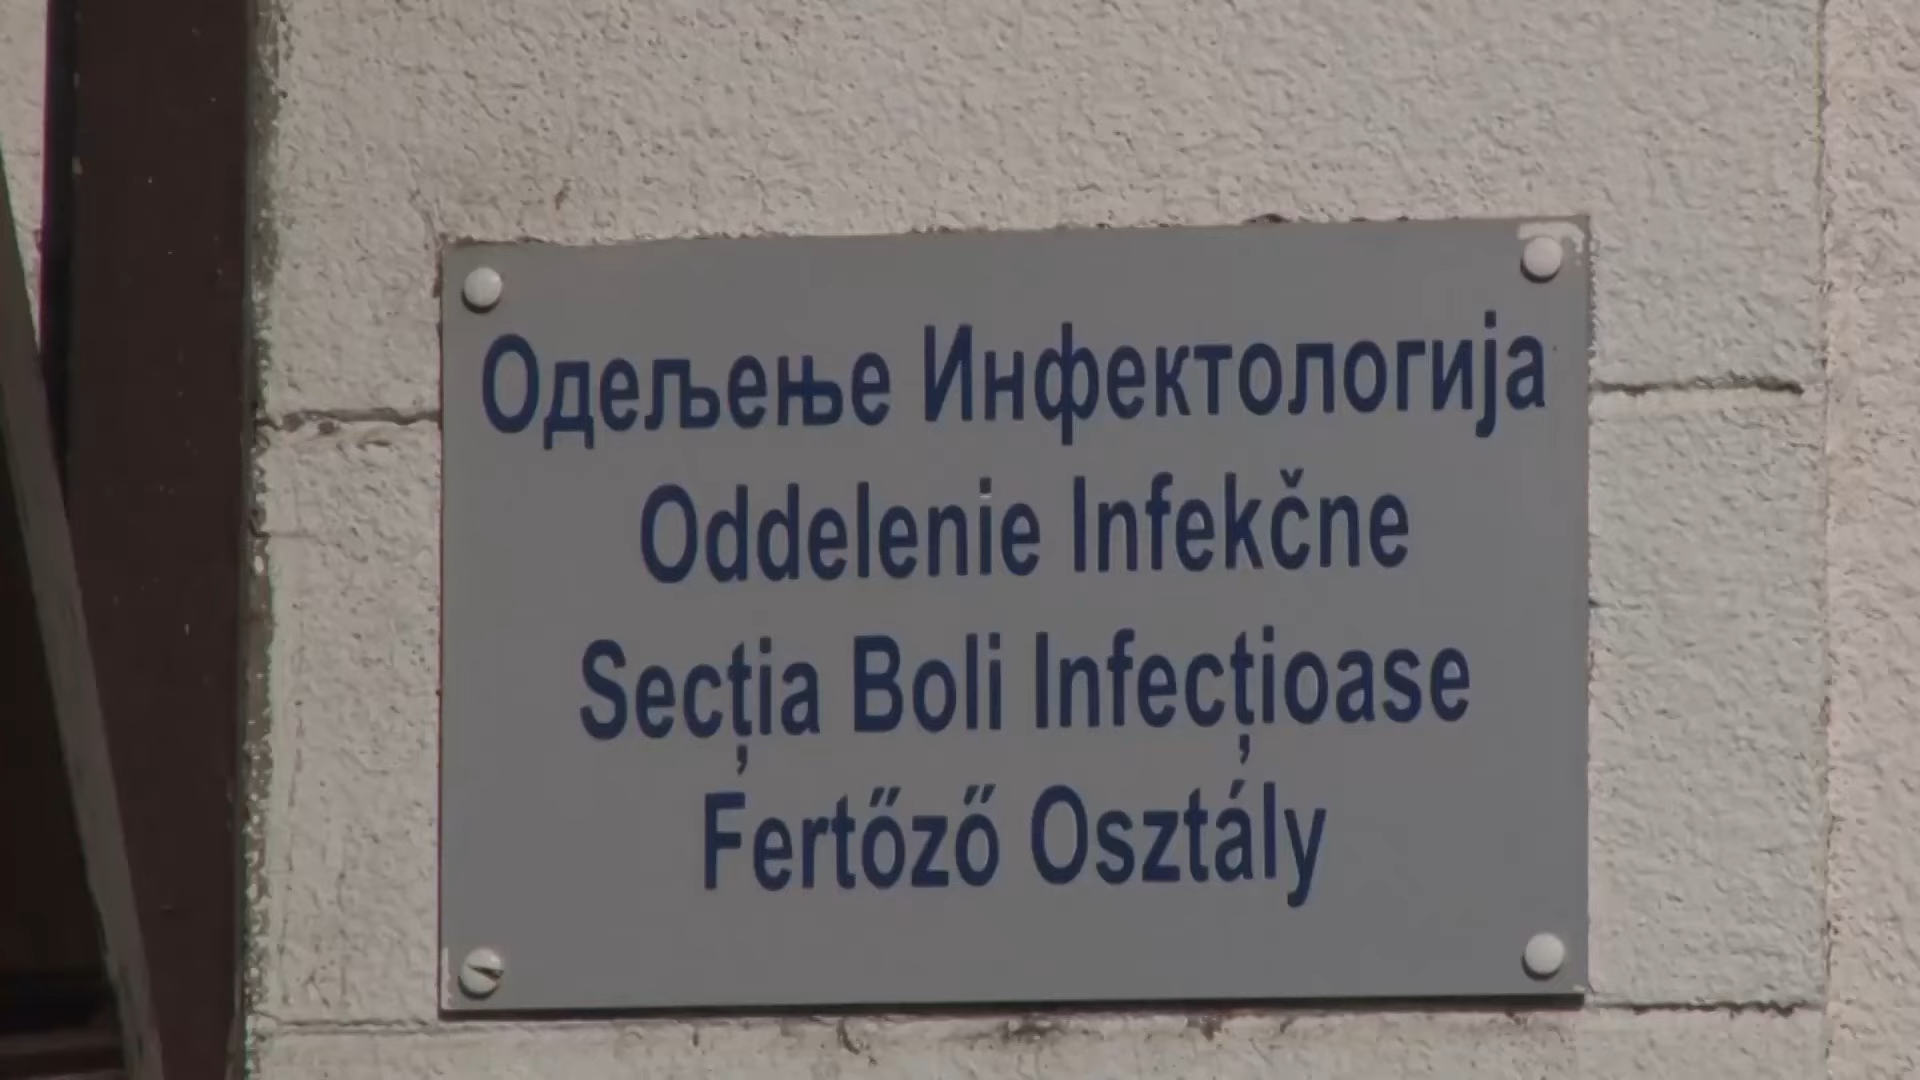 Одељење Инфектологија
Oddelenie Infekčne
Secția Boli Infecțioase
Fertőző Osztály